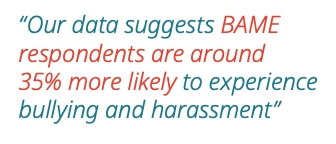 “Our data suggests BAME
respondents are around
35% more likely to experience
bullying and harassment”